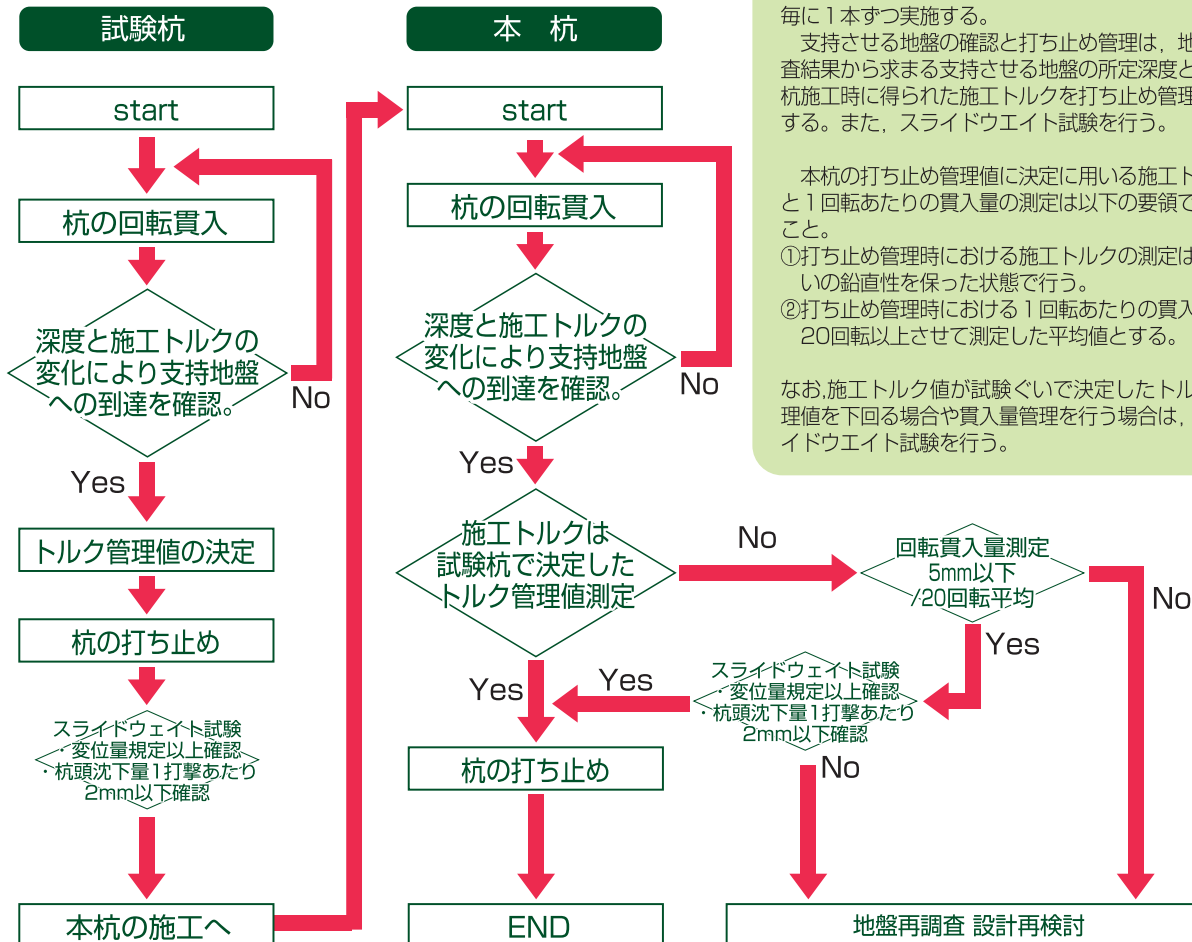 試験杭
start
杭の回転貫入
深度と施工トルクの
変化により支持地盤
への到達を確認。
No
Yes
トルク管理値の決定
杭の打ち止め
スライドウェイト試験
・変位量規定以上確認
・杭頭沈下量1打撃あたり
2mm以下確認
本杭の施工へ
本 杭
start
杭の回転貫入
深度と施工トルクの
変化により支持地盤
への到達を確認。
No
Yes
施工トルクは
試験杭で決定した
トルク管理値測定
No
回転貫入量測定
5mm以下
/20回転平均
No
Yes
スライドウェイト試験
・変位量規定以上確認
・杭頭沈下量1打撃あたり
2mm以下確認
Yes
Yes
No
杭の打ち止め
END
地盤再調査 設計再検討
毎に1本ずつ実施する。
支持させる地盤の確認と打ち止め管理は，地
査結果から求まる支持させる地盤の所定深度と
杭施工時に得られた施工トルクを打ち止め管理
する。また，スライドウエイト試験を行う。
本杭の打ち止め管理値に決定に用いる施工ト
と1回転あたりの貫入量の測定は以下の要領で
こと。
①打ち止め管理時における施工トルクの測定は
いの鉛直性を保った状態で行う。
②打ち止め管理時における1回転あたりの貫入
20回転以上させて測定した平均値とする。
なお,施工トルク値が試験ぐいで決定したトル
理値を下回る場合や貫入量管理を行う場合は，
イドウエイト試験を行う。